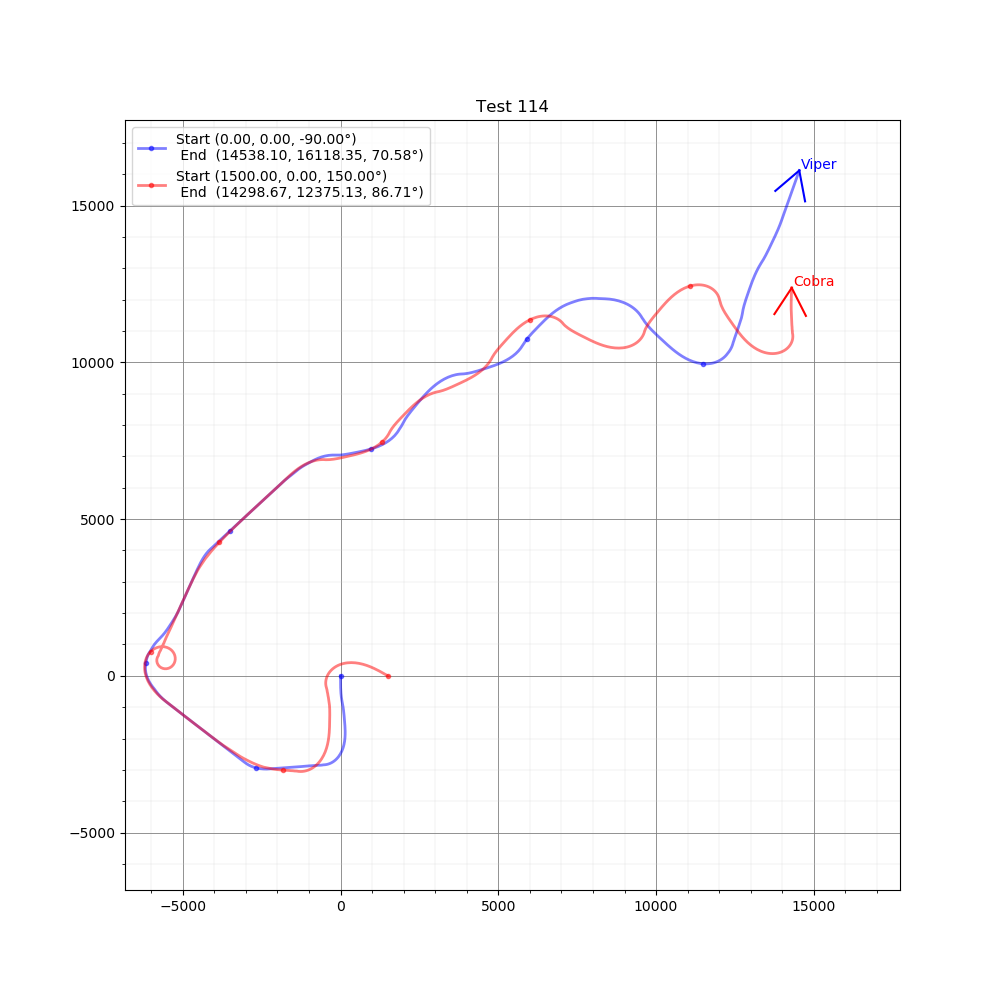 Test 114
Start (0.00, 0.00, -90.00°)
End (14538.10, 16118.35, 70.58°)
Start (1500.00, 0.00, 150.00°)
End (14298.67, 12375.13, 86.71°)
Viper
Cobra
15000
10000
5000
0
−5000
−5000
0
5000
10000
15000